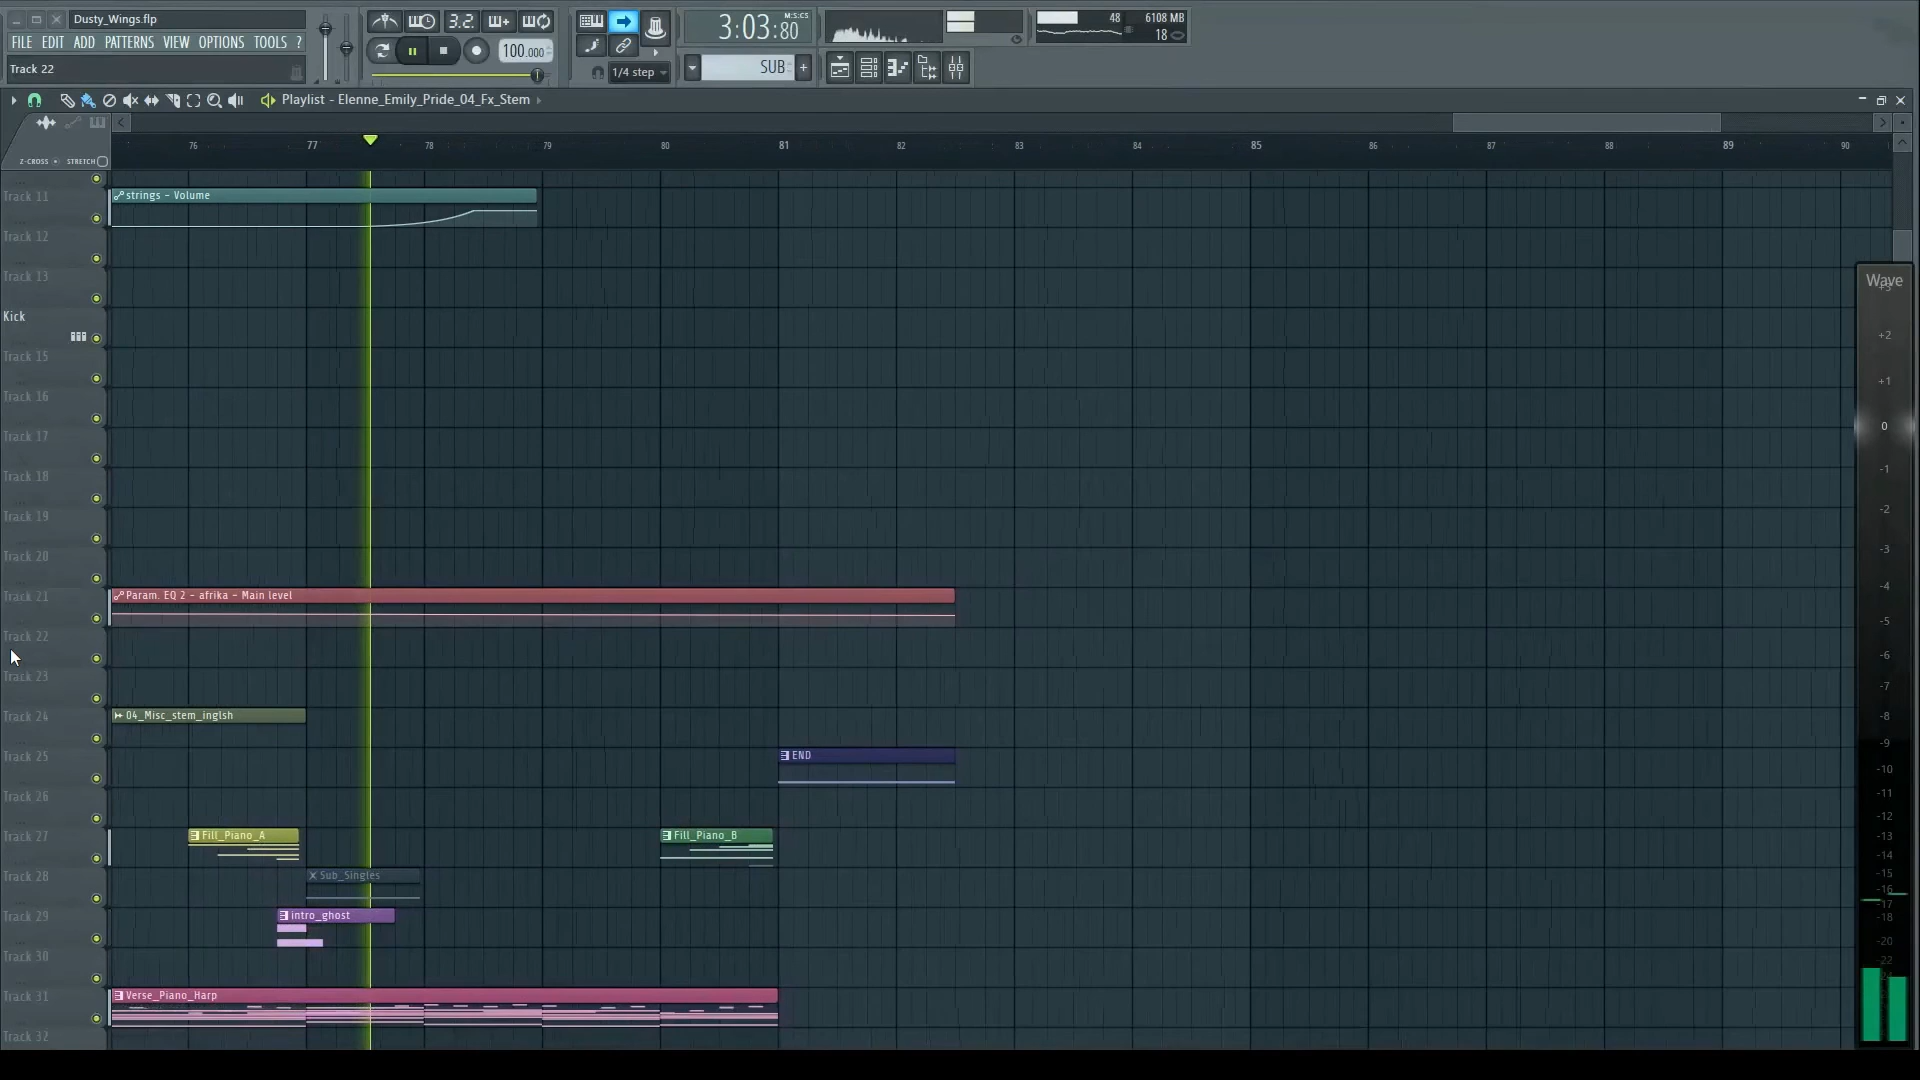 Dusty_Wings.flp
FILE EDIT ADD PATTERNS VIEW OPTIONS TOOLS ?
Track 22
3.2.
100.000
1/4 step
M:S:CS
3:03:80
SUB
48
6108 MB
18
Playlist - Elenne_Emily_Pride_04_Fx_Stem
Z-CROSS STRETCH
76 77 78 79 80 81 82 83 84 85 86 87 88 89 90
Track 11
strings - Volume
Track 12
Track 13
Kick
Track 15
Track 16
Track 17
Track 18
Track 19
Track 20
Track 21
Param. EQ 2 - afrika - Main level
Track 22
Track 23
Track 24
04_Misc_stem_inglsh
Track 25
END
Track 26
Track 27
Fill_Piano_A
Fill_Piano_B
Track 28
Sub_Singles
Track 29
intro_ghost
Track 30
Track 31
Verse_Piano_Harp
Track 32
Wave
+3
+2
+1
0
-1
-2
-3
-4
-5
-6
-7
-8
-9
-10
-11
-12
-13
-14
-15
-16
-17
-18
-20
-22